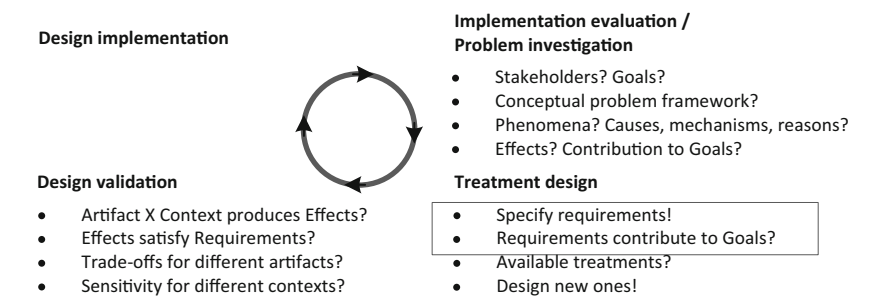 Design implementation
Implementation evaluation /
Problem investigation
• Stakeholders? Goals?
• Conceptual problem framework?
• Phenomena? Causes, mechanisms, reasons?
• Effects? Contribution to Goals?
Design validation
• Artifact X Context produces Effects?
• Effects satisfy Requirements?
• Trade-offs for different artifacts?
• Sensitivity for different contexts?
Treatment design
• Specify requirements!
• Requirements contribute to Goals?
• Available treatments?
• Design new ones!